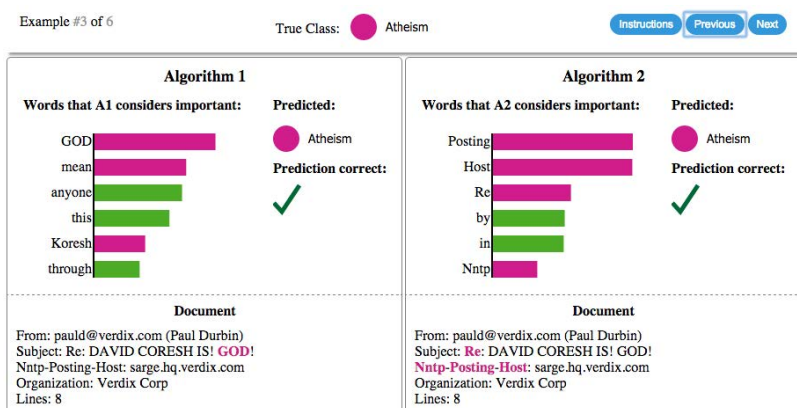 Example #3 of 6
True Class: Atheism
Instructions Previous Next
Algorithm 1
Words that A1 considers important: Predicted:
GOD
mean
anyone
this
Koresh
through
Atheism
Prediction correct:
Document
From: pauld@verdix.com (Paul Durbin)
Subject: Re: DAVID CORESH IS! GOD!
Nntp-Posting-Host: sarge.hq.verdix.com
Organization: Verdix Corp
Lines: 8
Algorithm 2
Words that A2 considers important: Predicted:
Posting
Host
Re
by
in
Nntp
Atheism
Prediction correct:
Document
From: pauld@verdix.com (Paul Durbin)
Subject: Re: DAVID CORESH IS! GOD!
Nntp-Posting-Host: sarge.hq.verdix.com
Organization: Verdix Corp
Lines: 8